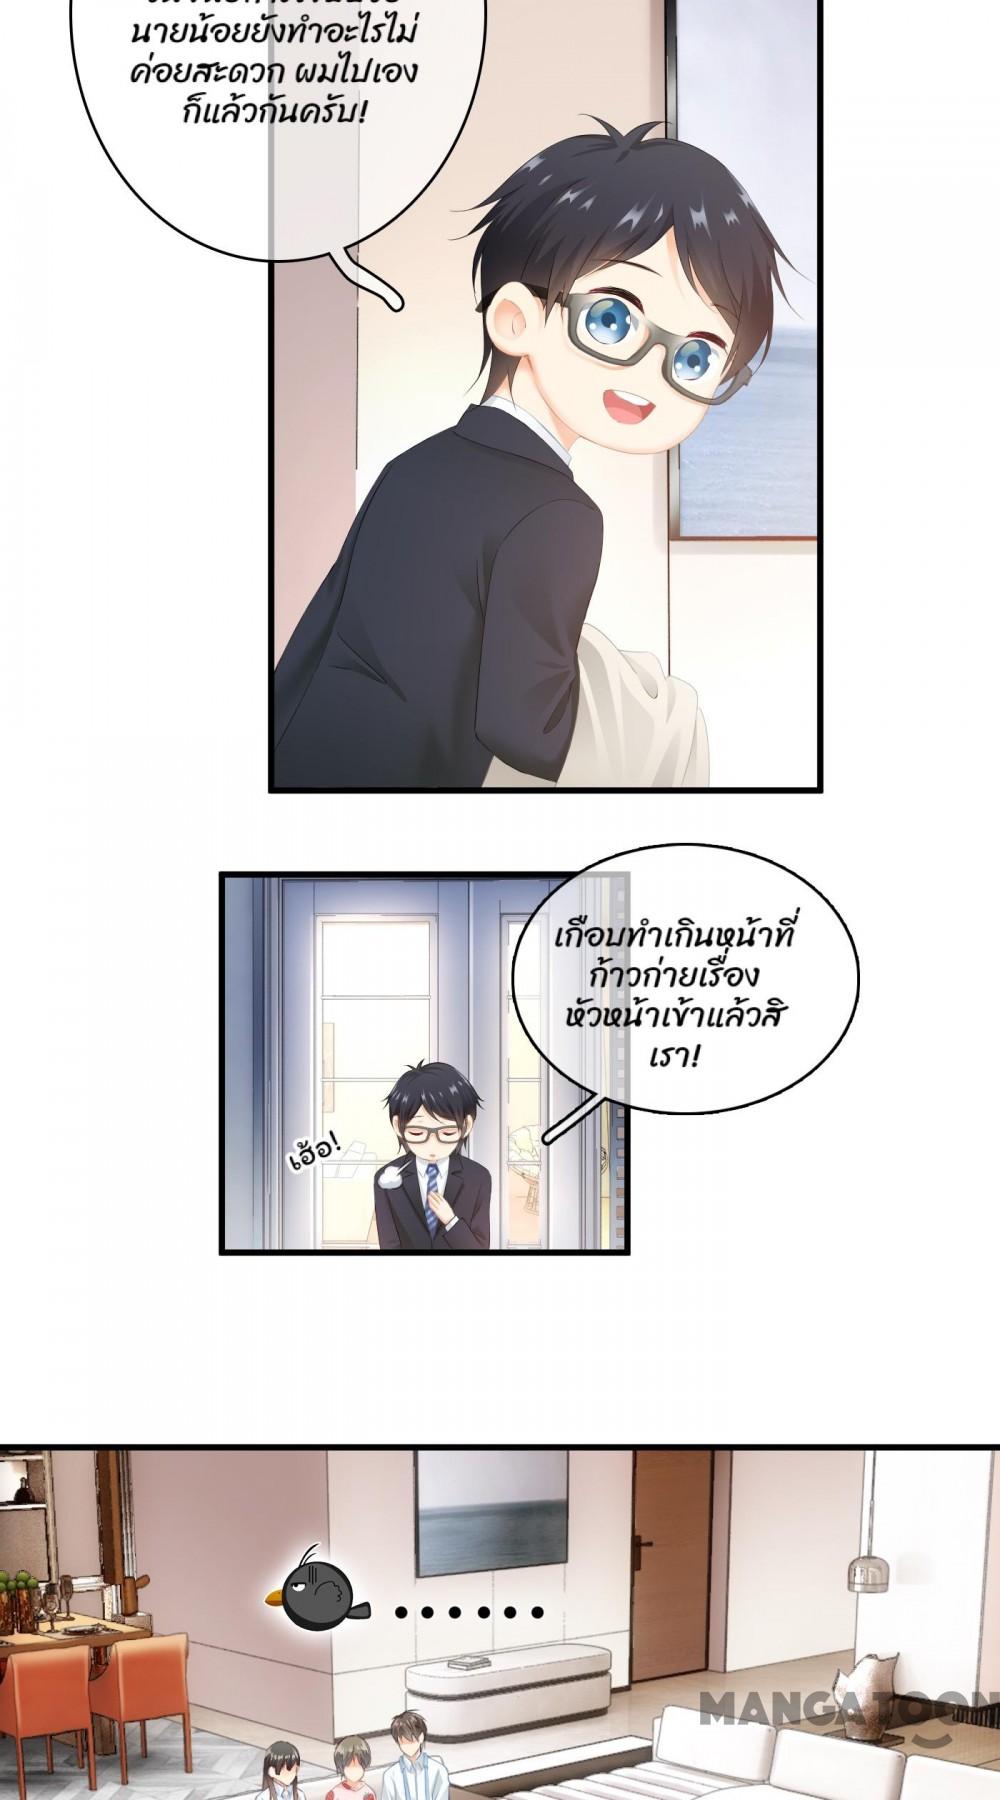 นายน้อยยังทำอะไรไม่
ค่อยสะดวก ผมไปเอง
ก็แล้วกันครับ!
เกือบทำเกินหน้าที่
ก้าวก่ายเรื่อง
หัวหน้าเข้าแล้วสิ
เรา!
เฮ้อ!
......
MANGATOON